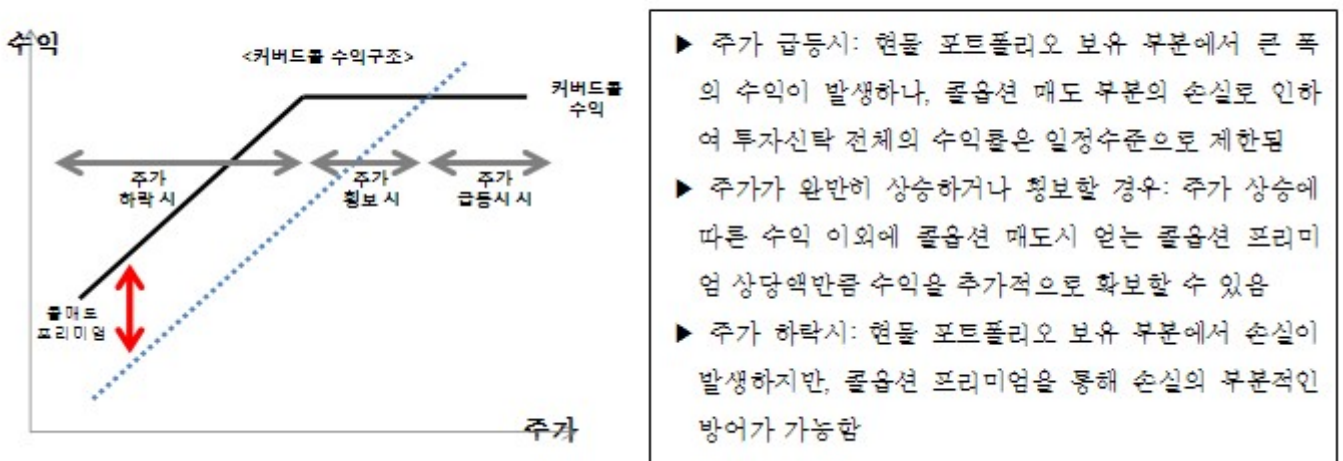 수익
<커버드콜 수익구조>
커버드콜
수익
주가
하락 시
주가
횡보 시
주가
급등시 시
콜매도
프리미엄
주가
▶ 주가 급등시: 현물 포트폴리오 보유 부분에서 큰 폭
의 수익이 발생하나, 콜옵션 매도 부분의 손실로 인하
여 투자신탁 전체의 수익률은 일정수준으로 제한됨
▶ 주가가 완만히 상승하거나 횡보할 경우: 주가 상승에
따른 수익 이외에 콜옵션 매도시 얻는 콜옵션 프리미
엄 상당액만큼 수익을 추가적으로 확보할 수 있음
▶ 주가 하락시: 현물 포트폴리오 보유 부분에서 손실이
발생하지만, 콜옵션 프리미엄을 통해 손실의 부분적인
방어가 가능함